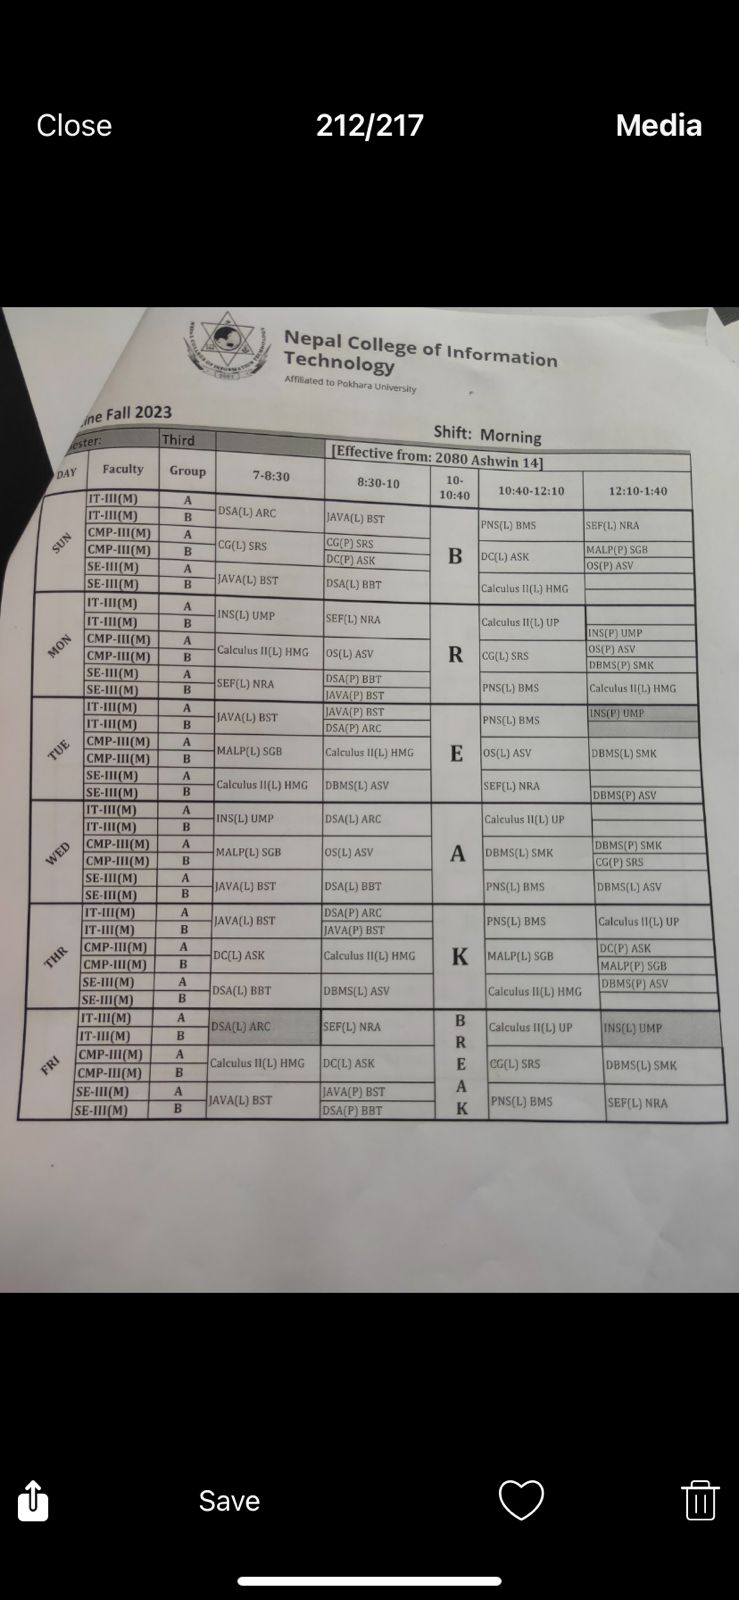 Close 212/217 Media
Nepal College of Information
Technology
Affiliated to Pokhara University
ine Fall 2023
Shift: Morning
ester: Third
[Effective from: 2080 Ashwin 14]
DAY Faculty Group 7-8:30 8:30-10 10-10:40 10:40-12:10 12:10-1:40
SUN
IT-III(M) A DSA(L) ARC JAVA(L) BST B PNS(L) BMS SEF(L) NRA
IT-III(M) B
CMP-III(M) A CG(L) SRS CG(P) SRS DC(L) ASK MALP(P) SGB
CMP-III(M) B DC(P) ASK OS(P) ASV
SE-III(M) A JAVA(L) BST DSA(L) BBT Calculus II(L) HMG
SE-III(M) B
MON
IT-III(M) A INS(L) UMP SEF(L) NRA R Calculus II(L) UP
IT-III(M) B INS(P) UMP
CMP-III(M) A Calculus II(L) HMG OS(L) ASV CG(L) SRS OS(P) ASV
CMP-III(M) B DBMS(P) SMK
SE-III(M) A SEF(L) NRA DSA(P) BBT PNS(L) BMS Calculus II(L) HMG
SE-III(M) B JAVA(P) BST
TUE
IT-III(M) A JAVA(L) BST JAVA(P) BST E PNS(L) BMS INS(P) UMP
IT-III(M) B DSA(P) ARC
CMP-III(M) A MALP(L) SGB Calculus II(L) HMG OS(L) ASV DBMS(L) SMK
CMP-III(M) B
SE-III(M) A Calculus II(L) HMG DBMS(L) ASV SEF(L) NRA
SE-III(M) B DBMS(P) ASV
WED
IT-III(M) A INS(L) UMP DSA(L) ARC A Calculus II(L) UP
IT-III(M) B
CMP-III(M) A MALP(L) SGB OS(L) ASV DBMS(L) SMK DBMS(P) SMK
CMP-III(M) B CG(P) SRS
SE-III(M) A JAVA(L) BST DSA(L) BBT PNS(L) BMS DBMS(L) ASV
SE-III(M) B
THR
IT-III(M) A JAVA(L) BST DSA(P) ARC K PNS(L) BMS Calculus II(L) UP
IT-III(M) B JAVA(P) BST
CMP-III(M) A DC(L) ASK Calculus II(L) HMG MALP(L) SGB DC(P) ASK
CMP-III(M) B MALP(P) SGB
SE-III(M) A DSA(L) BBT DBMS(L) ASV Calculus II(L) HMG DBMS(P) ASV
SE-III(M) B
FRI
IT-III(M) A DSA(L) ARC SEF(L) NRA BREAK Calculus II(L) UP INS(L) UMP
IT-III(M) B
CMP-III(M) A Calculus II(L) HMG DC(L) ASK CG(L) SRS DBMS(L) SMK
CMP-III(M) B
SE-III(M) A JAVA(L) BST JAVA(P) BST PNS(L) BMS SEF(L) NRA
SE-III(M) B DSA(P) BBT
Save